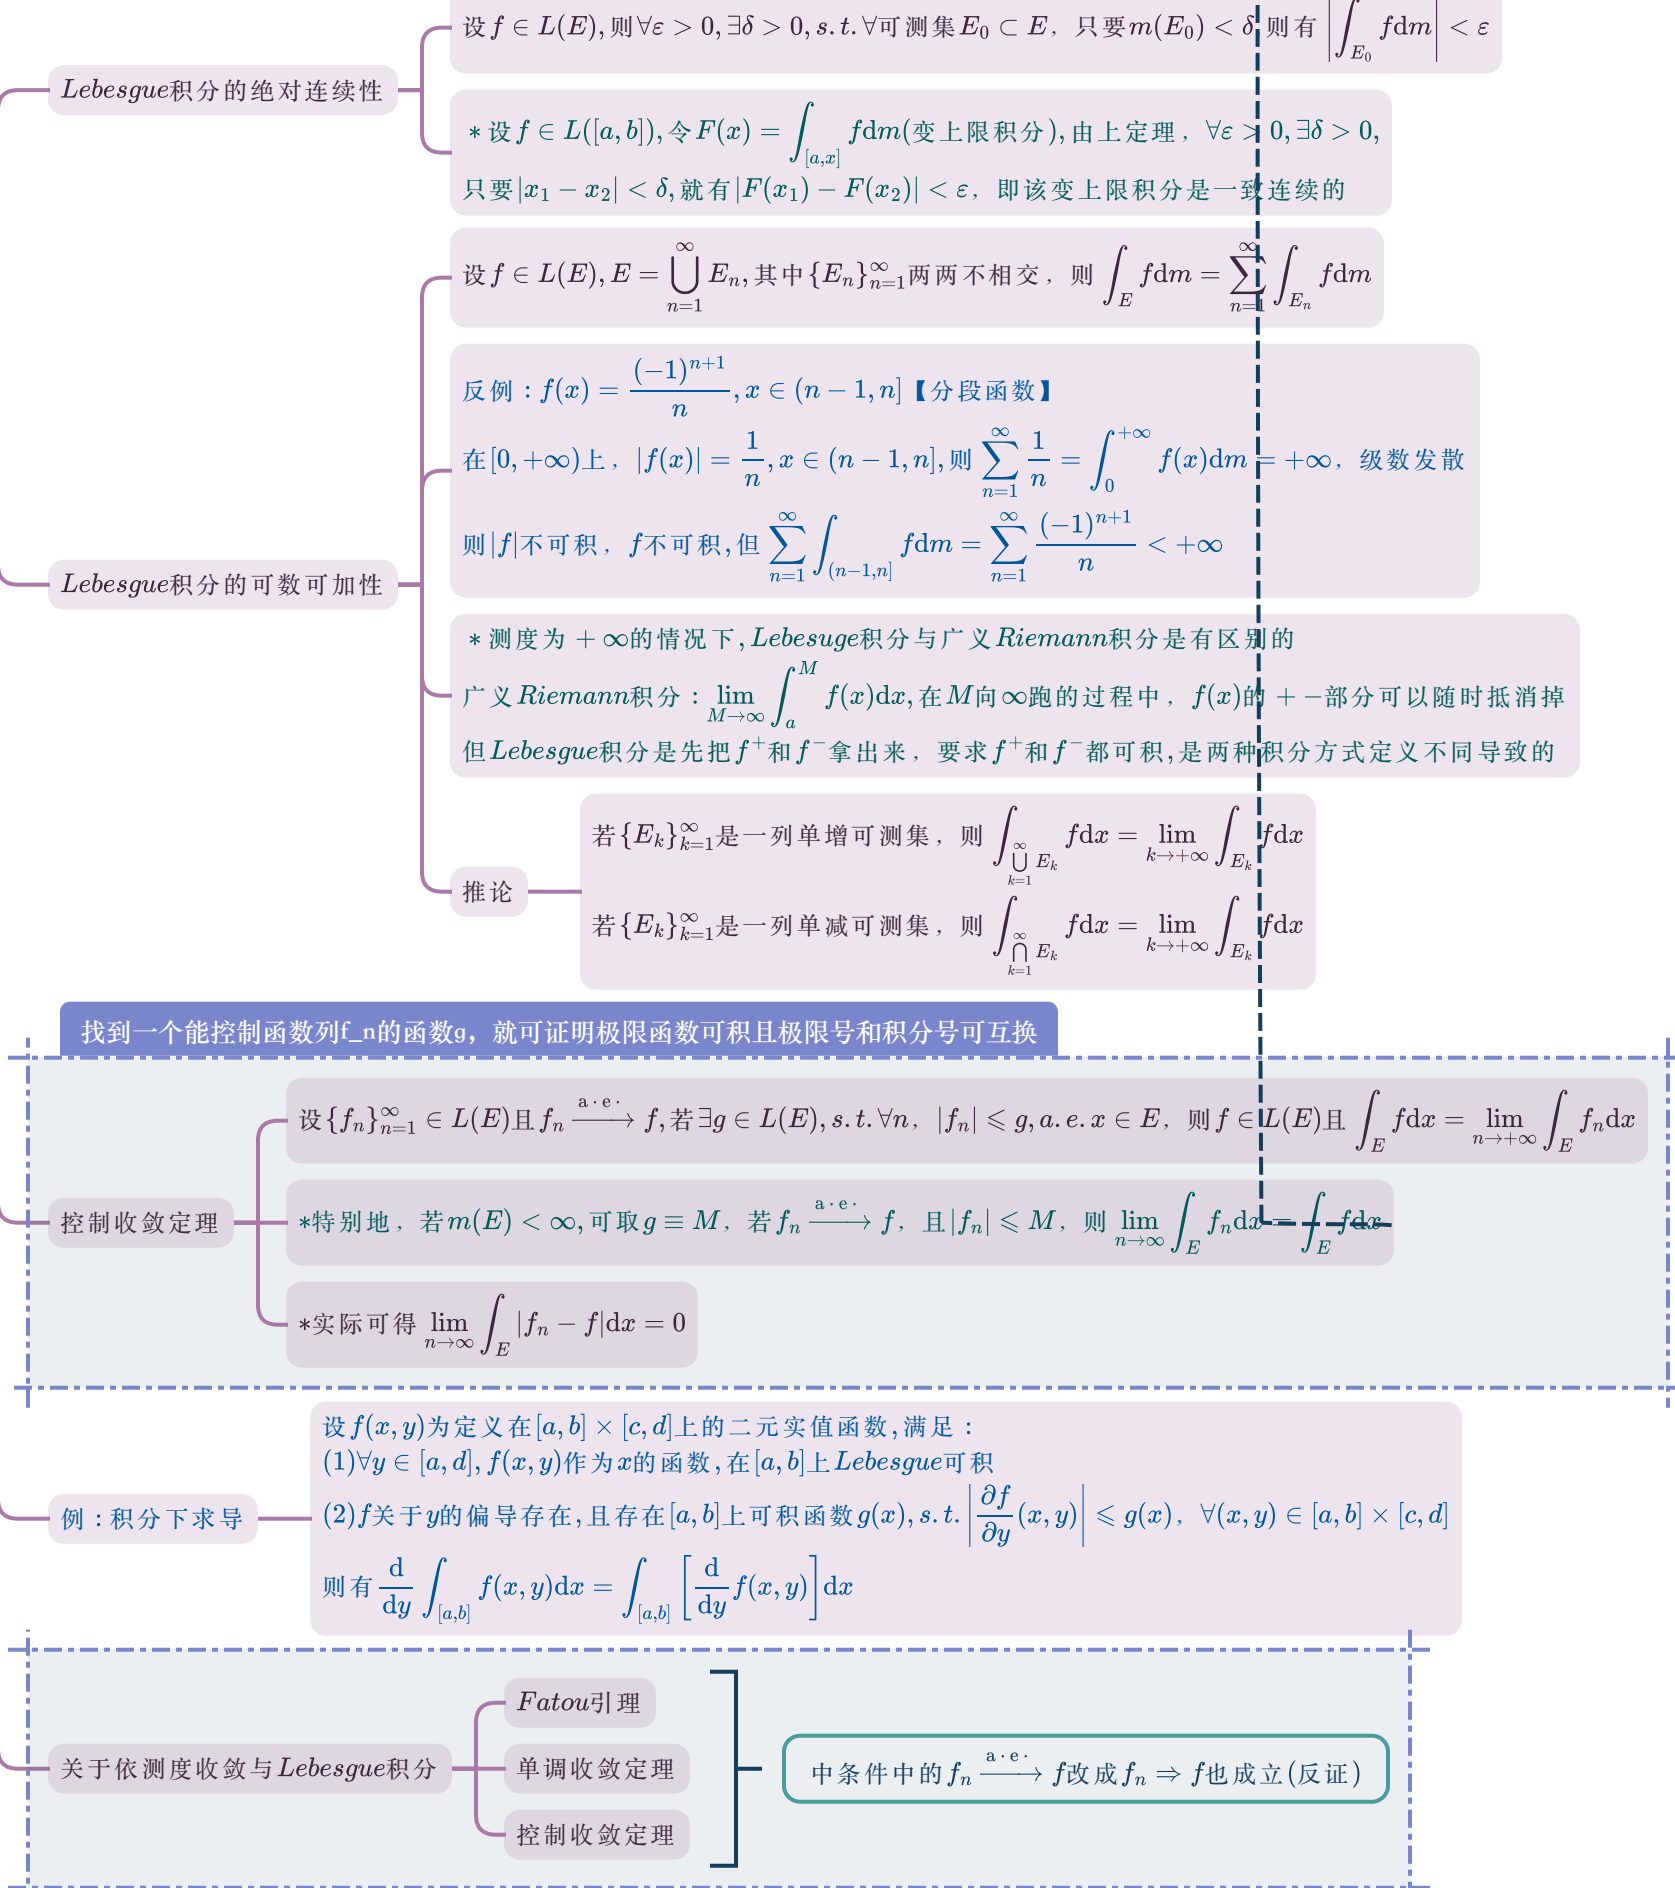 设 f ∈ L(E), 则∀ε > 0, ∃δ > 0, s.t. ∀可测集E₀ ⊂ E，只要m(E₀) < δ, 则有 |∫_{E₀} fdm| < ε
Lebesgue积分的绝对连续性
*设 f ∈ L([a,b]), 令F(x) = ∫_{[a,x]} fdm(变上限积分), 由上定理，∀ε > 0, ∃δ > 0,
只要|x₁ − x₂| < δ, 就有|F(x₁) − F(x₂)| < ε，即该变上限积分是一致连续的
设 f ∈ L(E), E = ⋃_{n=1}^{∞} Eₙ, 其中{Eₙ}_{n=1}^{∞}两两不相交，则 ∫_E fdm = ∑_{n=1}^{∞} ∫_{Eₙ} fdm
反例：f(x) = (−1)^{n+1}/n, x ∈ (n − 1, n]【分段函数】
在[0, +∞)上，|f(x)| = 1/n, x ∈ (n − 1, n], 则 ∑_{n=1}^{∞} 1/n = ∫_0^{+∞} f(x)dm = +∞，级数发散
则|f|不可积，f不可积, 但 ∑_{n=1}^{∞} ∫_{(n−1,n]} fdm = ∑_{n=1}^{∞} (−1)^{n+1}/n < +∞
Lebesgue积分的可数可加性
*测度为 + ∞的情况下, Lebesuge积分与广义Riemann积分是有区别的
广义Riemann积分：lim_{M→∞} ∫_a^M f(x)dx, 在M向∞跑的过程中，f(x)的 + −部分可以随时抵消掉
但Lebesgue积分是先把f⁺和f⁻拿出来，要求f⁺和f⁻都可积, 是两种积分方式定义不同导致的
若{E_k}_{k=1}^{∞}是一列单增可测集，则 ∫_{⋃_{k=1}^{∞} E_k} fdx = lim_{k→+∞} ∫_{E_k} fdx
推论
若{E_k}_{k=1}^{∞}是一列单减可测集，则 ∫_{⋂_{k=1}^{∞} E_k} fdx = lim_{k→+∞} ∫_{E_k} fdx
找到一个能控制函数列f_n的函数g，就可证明极限函数可积且极限号和积分号可互换
设{fₙ}_{n=1}^{∞} ∈ L(E)且fₙ \xrightarrow{a·e·} f, 若∃g ∈ L(E), s.t. ∀n，|fₙ| ⩽ g, a.e. x ∈ E，则f ∈ L(E)且 ∫_E fdx = lim_{n→+∞} ∫_E fₙdx
控制收敛定理
*特别地，若m(E) < ∞, 可取g ≡ M，若fₙ \xrightarrow{a·e·} f，且|fₙ| ⩽ M，则 lim_{n→∞} ∫_E fₙdx = ∫_E fdx
*实际可得 lim_{n→∞} ∫_E |fₙ − f|dx = 0
设f(x,y)为定义在[a,b] × [c,d]上的二元实值函数, 满足：
(1)∀y ∈ [a,d], f(x,y)作为x的函数, 在[a,b]上Lebesgue可积
(2)f关于y的偏导存在, 且存在[a,b]上可积函数g(x), s.t. |∂f/∂y (x,y)| ⩽ g(x)，∀(x,y) ∈ [a,b] × [c,d]
例：积分下求导
则有 d/dy ∫_{[a,b]} f(x,y)dx = ∫_{[a,b]} [d/dy f(x,y)]dx
Fatou引理
关于依测度收敛与Lebesgue积分
单调收敛定理
中条件中的fₙ \xrightarrow{a·e·} f改成fₙ ⇒ f也成立(反证)
控制收敛定理